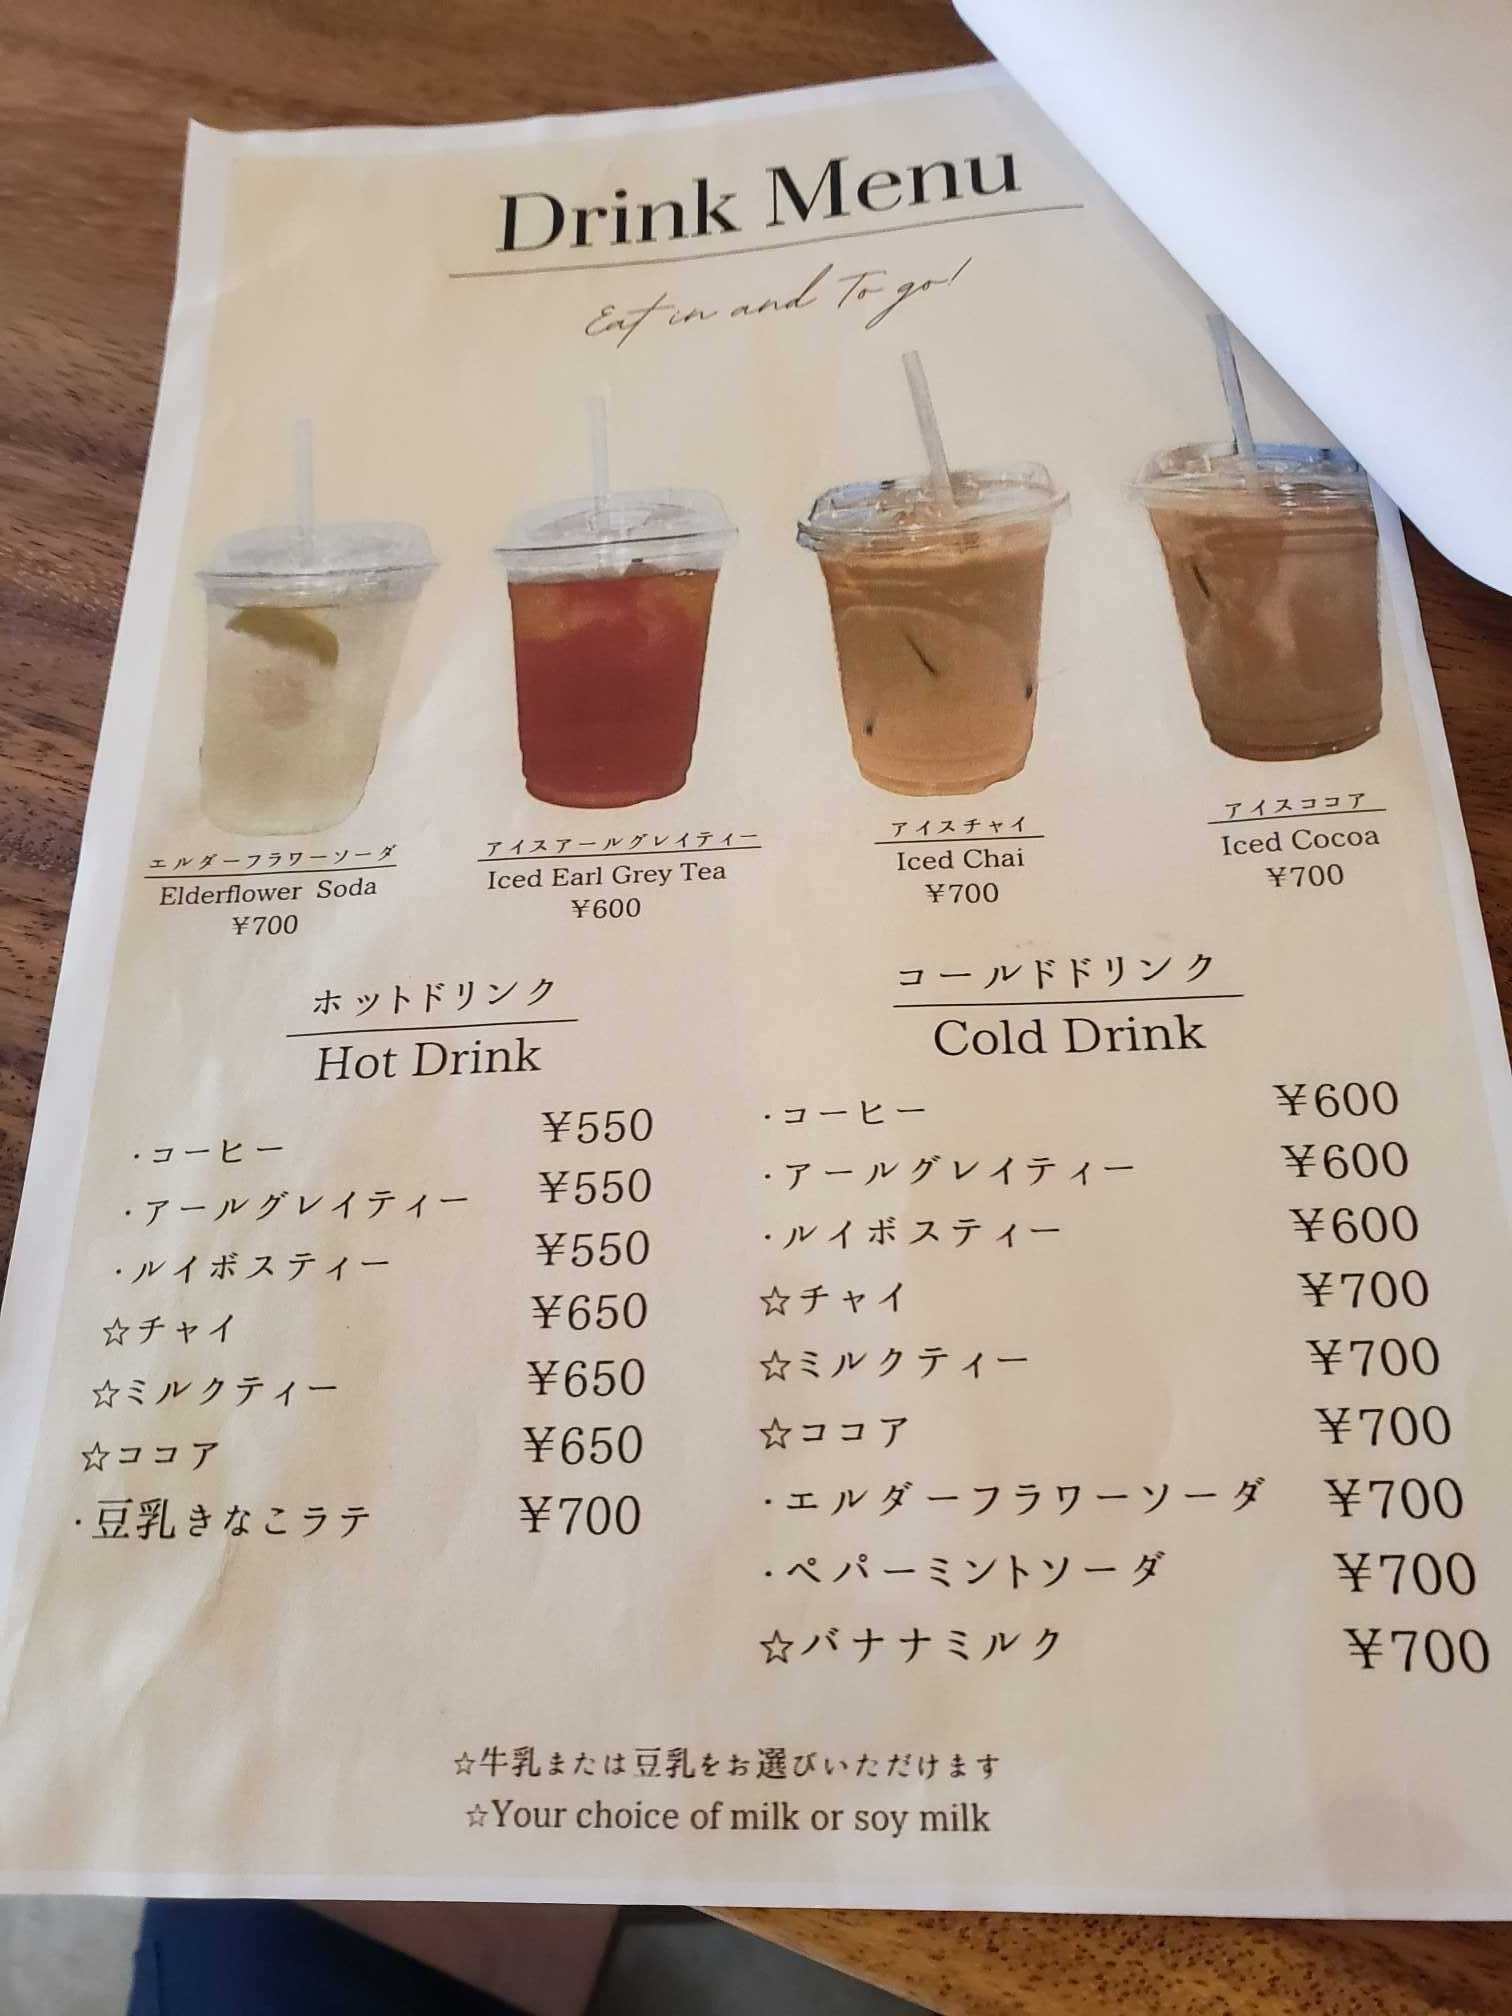 Drink Menu
Eat in and To go!
エルダーフラワーソーダ
Elderflower Soda
¥700
アイスアールグレイティー
Iced Earl Grey Tea
¥600
アイスチャイ
Iced Chai
¥700
アイスココア
Iced Cocoa
¥700
ホットドリンク
Hot Drink
・コーヒー ¥550
・アールグレイティー ¥550
・ルイボスティー ¥550
☆チャイ ¥650
☆ミルクティー ¥650
☆ココア ¥650
・豆乳きなこラテ ¥700
コールドドリンク
Cold Drink
・コーヒー ¥600
・アールグレイティー ¥600
・ルイボスティー ¥600
☆チャイ ¥700
☆ミルクティー ¥700
☆ココア ¥700
・エルダーフラワーソーダ ¥700
・ペパーミントソーダ ¥700
☆バナナミルク ¥700
☆牛乳または豆乳をお選びいただけます
☆Your choice of milk or soy milk